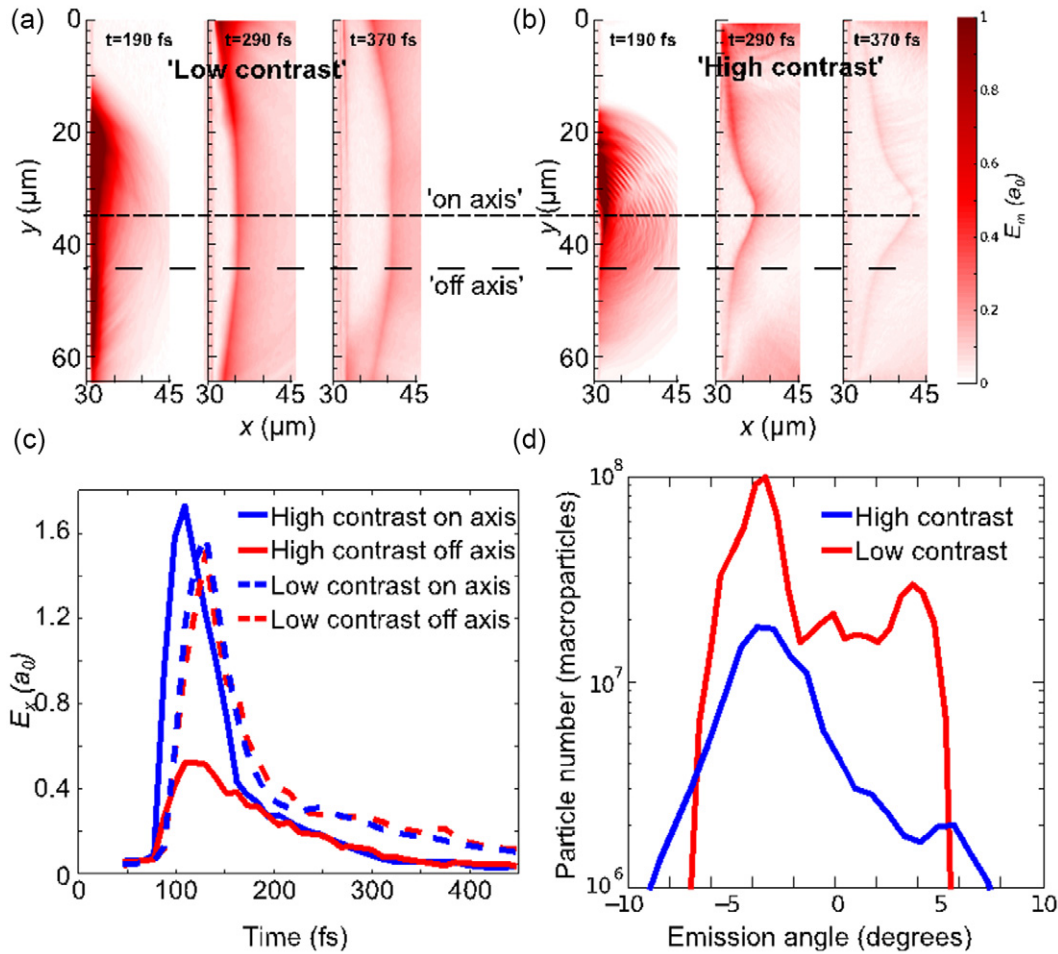 (a)
(b)
t=190 fs
t=290 fs
t=370 fs
'Low contrast'
t=190 fs
t=290 fs
t=370 fs
'High contrast'
0
20
40
60
y (µm)
0
20
40
60
y (µm)
'on axis'
'off axis'
1
0.8
0.6
0.4
0.2
0
E_m (a_0)
30 45 30 45 30 45
x (µm)
30 45 30 45 30 45
x (µm)
(c)
(d)
1.6
1.2
0.8
0.4
0
E_x (a_0)
High contrast on axis
High contrast off axis
Low contrast on axis
Low contrast off axis
0 100 200 300 400
Time (fs)
10^8
10^7
10^6
Particle number (macroparticles)
High contrast
Low contrast
−10 −5 0 5 10
Emission angle (degrees)